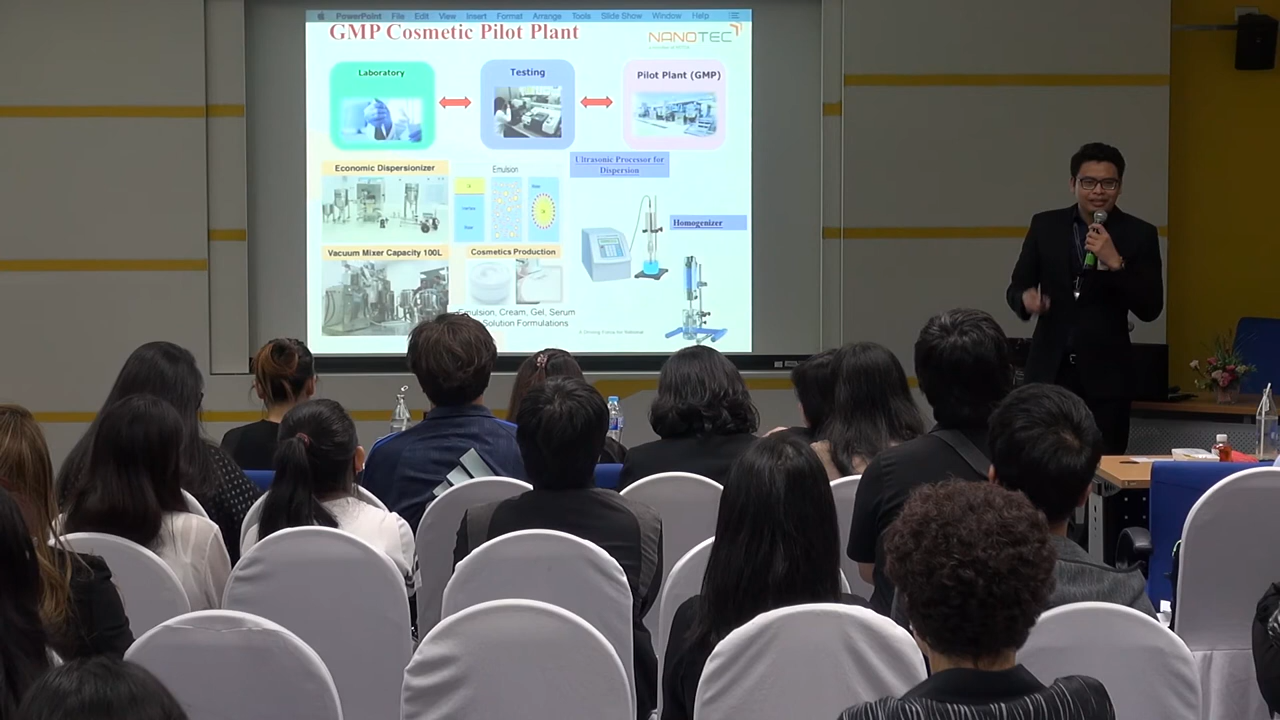 PowerPoint File Edit View Insert Format Arrange Tools Slide Show Window Help
GMP Cosmetic Pilot Plant
NANOTEC
Laboratory
Testing
Pilot Plant (GMP)
Economic Dispersionizer
Emulsion
Ultrasonic Processor for
Dispersion
Homogenizer
Vacuum Mixer Capacity 100L
Cosmetics Production
Emulsion, Cream, Gel, Serum
Solution Formulations